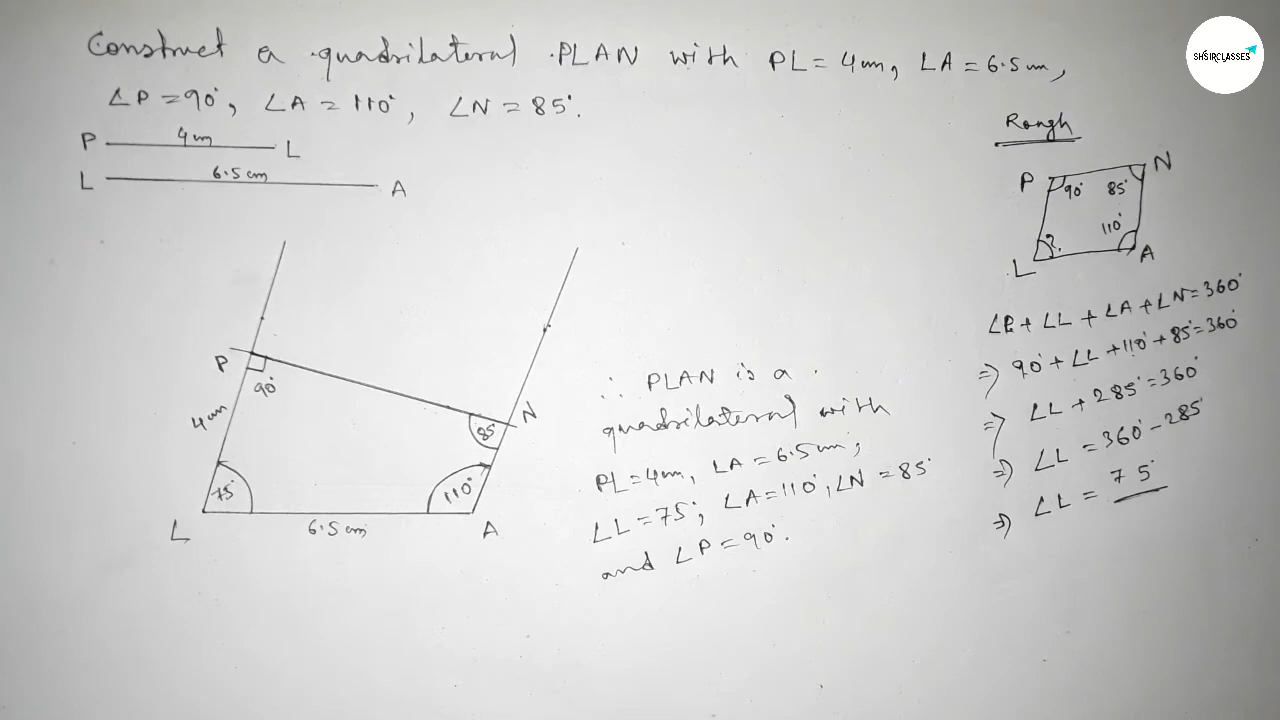 Construct a quadrilateral PLAN with PL = 4cm, LA = 6.5cm,
∠P = 90°, ∠A = 110°, ∠N = 85°.
SHSIRCLASSES
P 4cm L
L 6.5cm A
Rough
P N
90° 85°
110°
?
L A
∠P + ∠L + ∠A + ∠N = 360°
⇒ 90° + ∠L + 110° + 85° = 360°
⇒ ∠L + 285° = 360°
⇒ ∠L = 360° - 285°
⇒ ∠L = 75°
P
90°
4cm
N
85°
75°
110°
L 6.5cm A
∴ PLAN is a
quadrilateral with
PL = 4cm, LA = 6.5cm,
∠L = 75°, ∠A = 110°, ∠N = 85°
and ∠P = 90°.